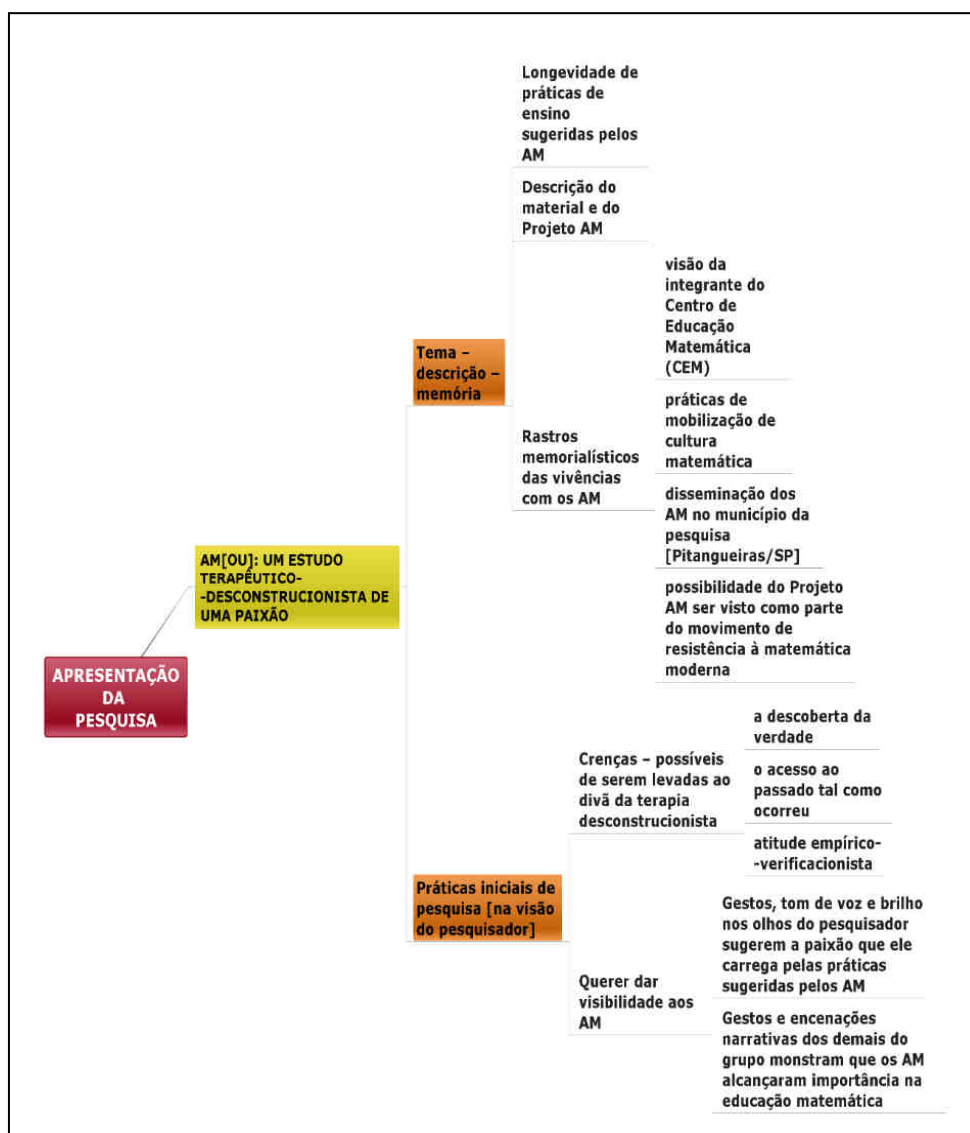 APRESENTAÇÃO
DA
PESQUISA
AM[OU]: UM ESTUDO
TERAPÊUTICO-
-DESCONSTRUCIONISTA DE
UMA PAIXÃO
Tema –
descrição –
memória
Longevidade de
práticas de
ensino
sugeridas pelos
AM
Descrição do
material e do
Projeto AM
Rastros
memorialísticos
das vivências
com os AM
visão da
integrante do
Centro de
Educação
Matemática
(CEM)
práticas de
mobilização de
cultura
matemática
disseminação dos
AM no município da
pesquisa
[Pitangueiras/SP]
possibilidade do Projeto
AM ser visto como parte
do movimento de
resistência à matemática
moderna
Práticas iniciais de
pesquisa [na visão
do pesquisador]
Crenças – possíveis
de serem levadas ao
divã da terapia
desconstrucionista
a descoberta da
verdade
o acesso ao
passado tal como
ocorreu
atitude empírico-
-verificacionista
Querer dar
visibilidade aos
AM
Gestos, tom de voz e brilho
nos olhos do pesquisador
sugerem a paixão que ele
carrega pelas práticas
sugeridas pelos AM
Gestos e encenações
narrativas dos demais do
grupo monstram que os AM
alcançaram importância na
educação matemática